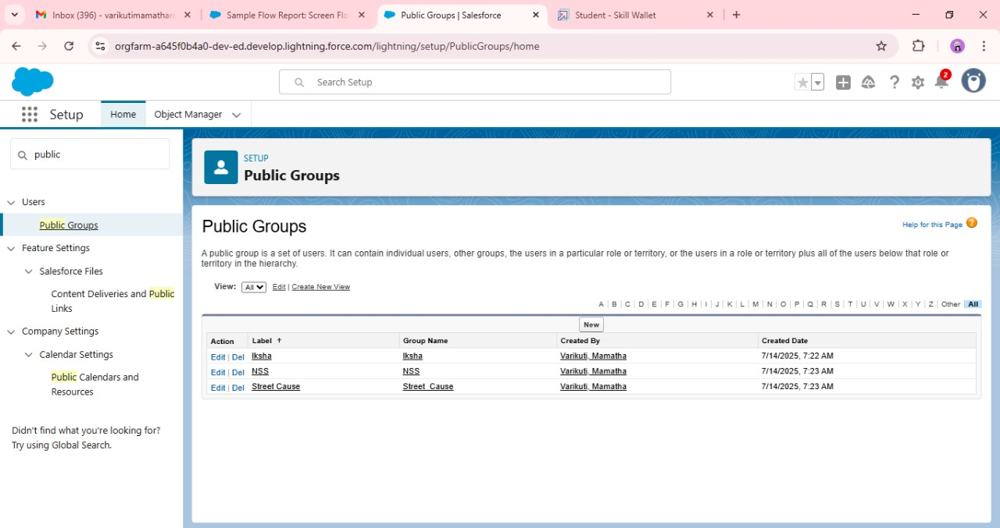 Inbox (396) - varikutimamathar
Sample Flow Report: Screen Flo
Public Groups | Salesforce
Student - Skill Wallet
orgfarm-a645f0b4a0-dev-ed.develop.lightning.force.com/lightning/setup/PublicGroups/home
Search Setup
2
Setup
Home
Object Manager
public
Users
Public Groups
Feature Settings
Salesforce Files
Content Deliveries and Public
Links
Company Settings
Calendar Settings
Public Calendars and
Resources
Didn't find what you're looking for?
Try using Global Search.
SETUP
Public Groups
Public Groups
Help for this Page ?
A public group is a set of users. It can contain individual users, other groups, the users in a particular role or territory, or the users in a role or territory plus all of the users below that role or
territory in the hierarchy.
View: All Edit | Create New View
A | B | C | D | E | F | G | H | I | J | K | L | M | N | O | P | Q | R | S | T | U | V | W | X | Y | Z | Other | All
New
Action Label ↑ Group Name Created By Created Date
Edit | Del Iksha Iksha Varikuti, Mamatha 7/14/2025, 7:22 AM
Edit | Del NSS NSS Varikuti, Mamatha 7/14/2025, 7:23 AM
Edit | Del Street Cause Street_Cause Varikuti, Mamatha 7/14/2025, 7:23 AM